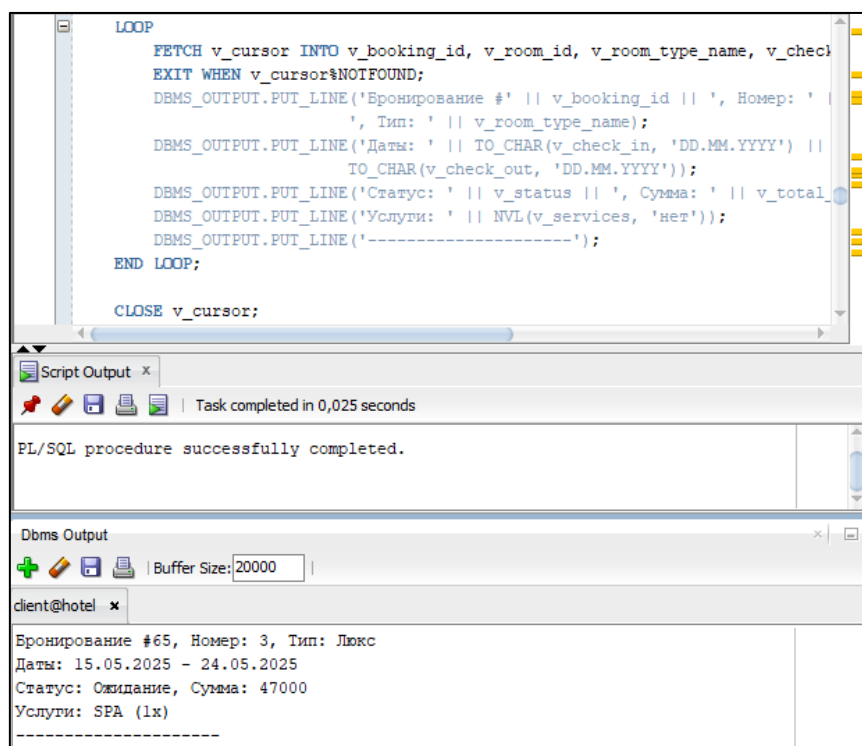 LOOP
FETCH v_cursor INTO v_booking_id, v_room_id, v_room_type_name,
EXIT WHEN v_cursor%NOTFOUND;
DBMS_OUTPUT.PUT_LINE('Бронирование #' || v_booking_id || ', Номер: ' |
', Тип: ' || v_room_type_name);
DBMS_OUTPUT.PUT_LINE('Даты: ' || TO_CHAR(v_check_in, 'DD.MM.YYYY') ||
TO_CHAR(v_check_out, 'DD.MM.YYYY'));
DBMS_OUTPUT.PUT_LINE('Статус: ' || v_status || ', Сумма: ' || v_total_
DBMS_OUTPUT.PUT_LINE('Услуги: ' || NVL(v_services, 'нет'));
DBMS_OUTPUT.PUT_LINE('---------------------');
END LOOP;
CLOSE v_cursor;
Script Output x
Task completed in 0,025 seconds
PL/SQL procedure successfully completed.
Dbms Output
Buffer Size: 20000
client@hotel
Бронирование #65, Номер: 3, Тип: Люкс
Даты: 15.05.2025 - 24.05.2025
Статус: Ожидание, Сумма: 47000
Услуги: SPA (1x)
---------------------